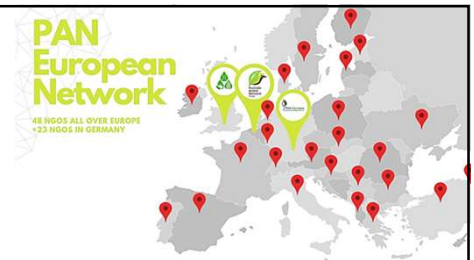 PAN
European
Network
48 NGOS ALL OVER EUROPE
+23 NGOS IN GERMANY